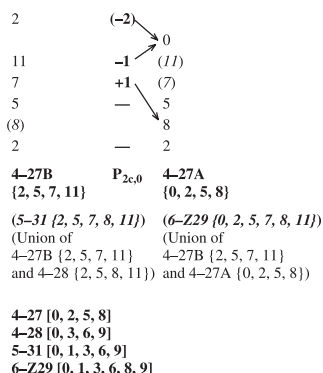 2 (–2)
0
11 –1 (11)
7 +1 (7)
5 — 5
(8) 8
2 — 2
4–27B P2c,0 4–27A
{2, 5, 7, 11} {0, 2, 5, 8}
(5–31 {2, 5, 7, 8, 11}) (6–Z29 {0, 2, 5, 7, 8, 11})
(Union of (Union of
4–27B {2, 5, 7, 11} 4–27B {2, 5, 7, 11}
and 4–28 {2, 5, 8, 11}) and 4–27A {0, 2, 5, 8})
4–27 [0, 2, 5, 8]
4–28 [0, 3, 6, 9]
5–31 [0, 1, 3, 6, 9]
6–Z29 [0, 1, 3, 6, 8, 9]